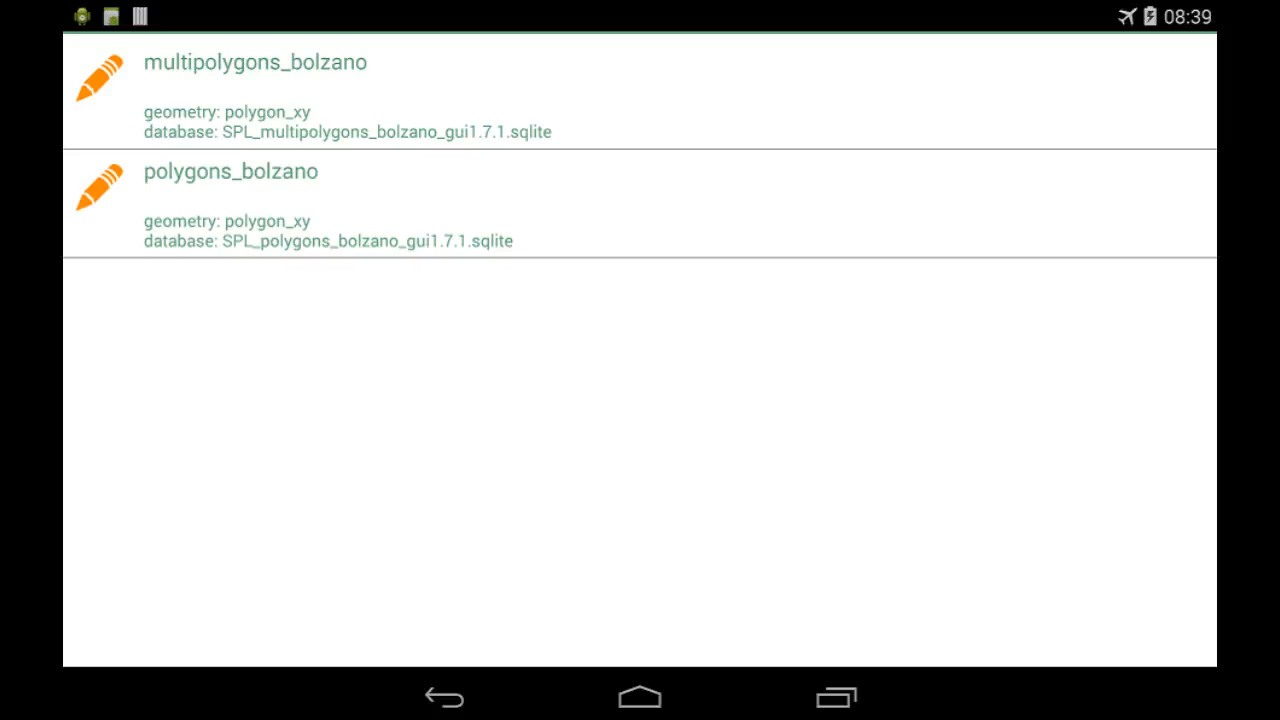 08:39
multipolygons_bolzano
geometry: polygon_xy
database: SPL_multipolygons_bolzano_gui1.7.1.sqlite
polygons_bolzano
geometry: polygon_xy
database: SPL_polygons_bolzano_gui1.7.1.sqlite